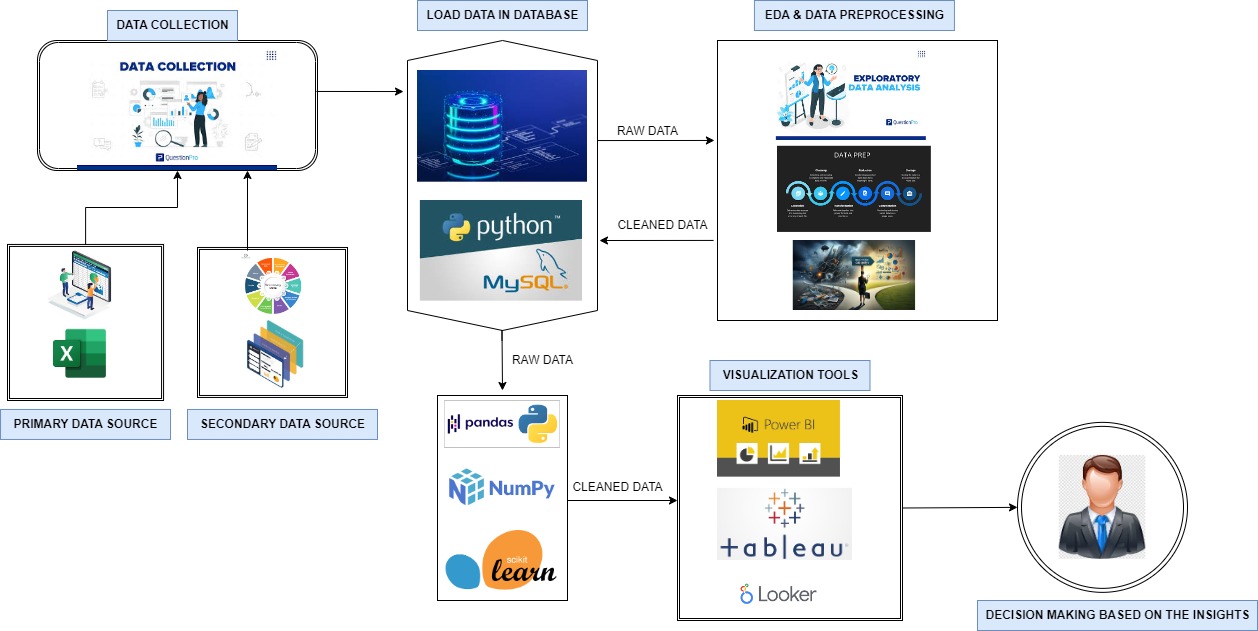 DATA COLLECTION
LOAD DATA IN DATABASE
EDA & DATA PREPROCESSING
DATA COLLECTION
QuestionPro
EXPLORATORY
DATA ANALYSIS
QuestionPro
RAW DATA
DATA PREP
python™
MySQL®
CLEANED DATA
X
RAW DATA
PRIMARY DATA SOURCE
SECONDARY DATA SOURCE
VISUALIZATION TOOLS
pandas
NumPy
scikit
learn
CLEANED DATA
Power BI
+ableau
Looker
DECISION MAKING BASED ON THE INSIGHTS